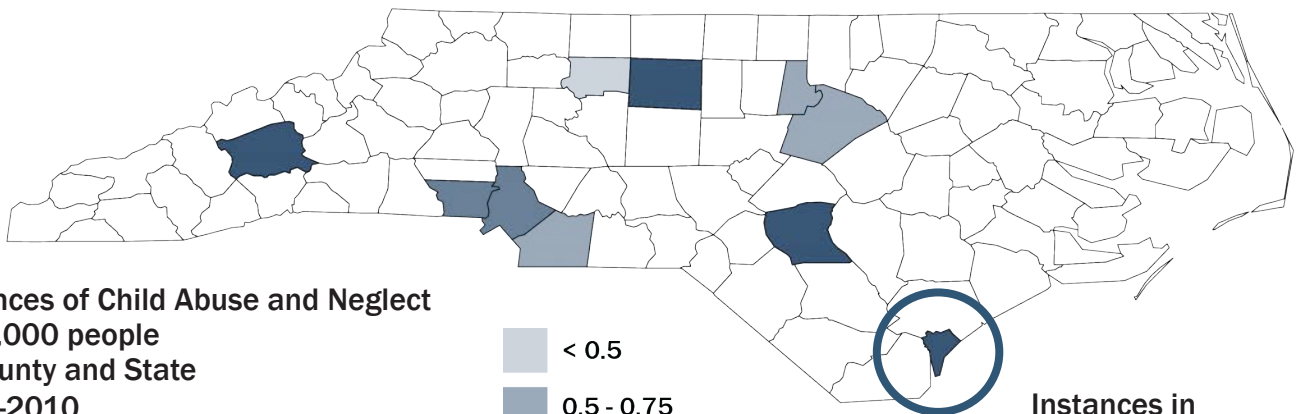 nces of Child Abuse and Neglect
,000 people
unty and State
-2010
< 0.5
0.5 - 0.75
Instances in